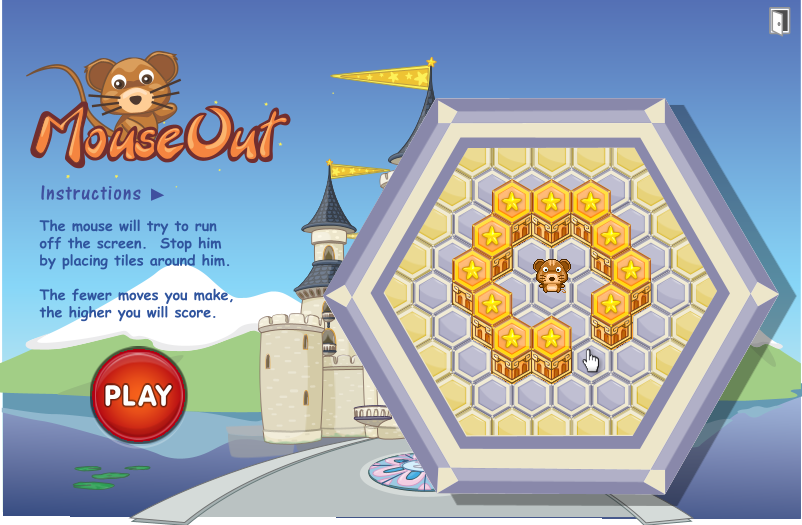 MouseOut
Instructions
The mouse will try to run
off the screen. Stop him
by placing tiles around him.
The fewer moves you make,
the higher you will score.
PLAY